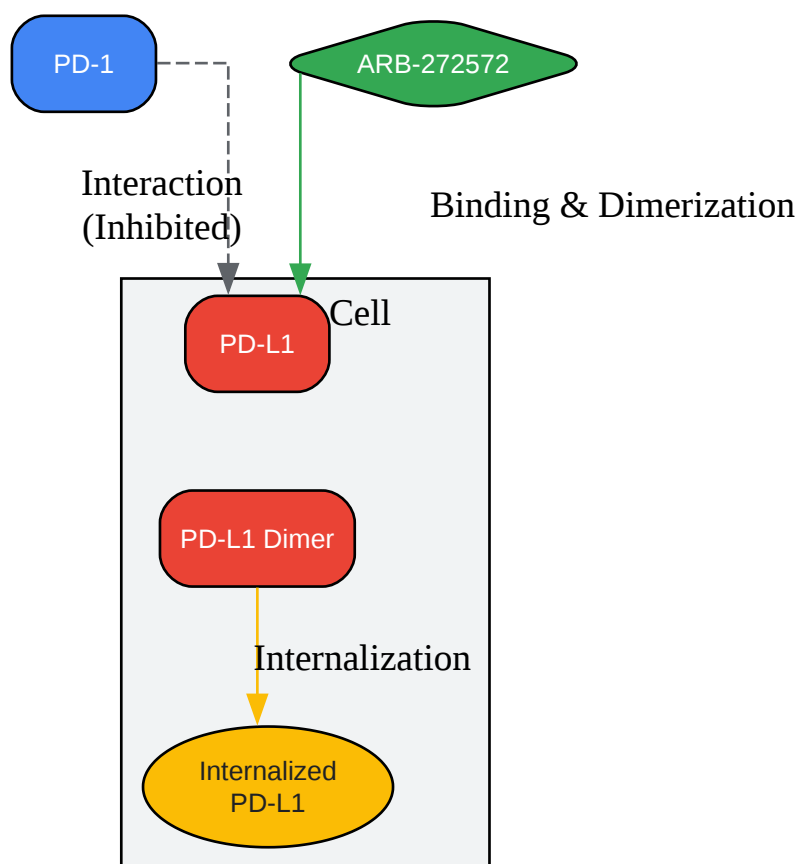 PD-1
ARB-272572
Interaction
(Inhibited)
Binding & Dimerization
Cell
PD-L1
PD-L1 Dimer
Internalization
Internalized
PD-L1